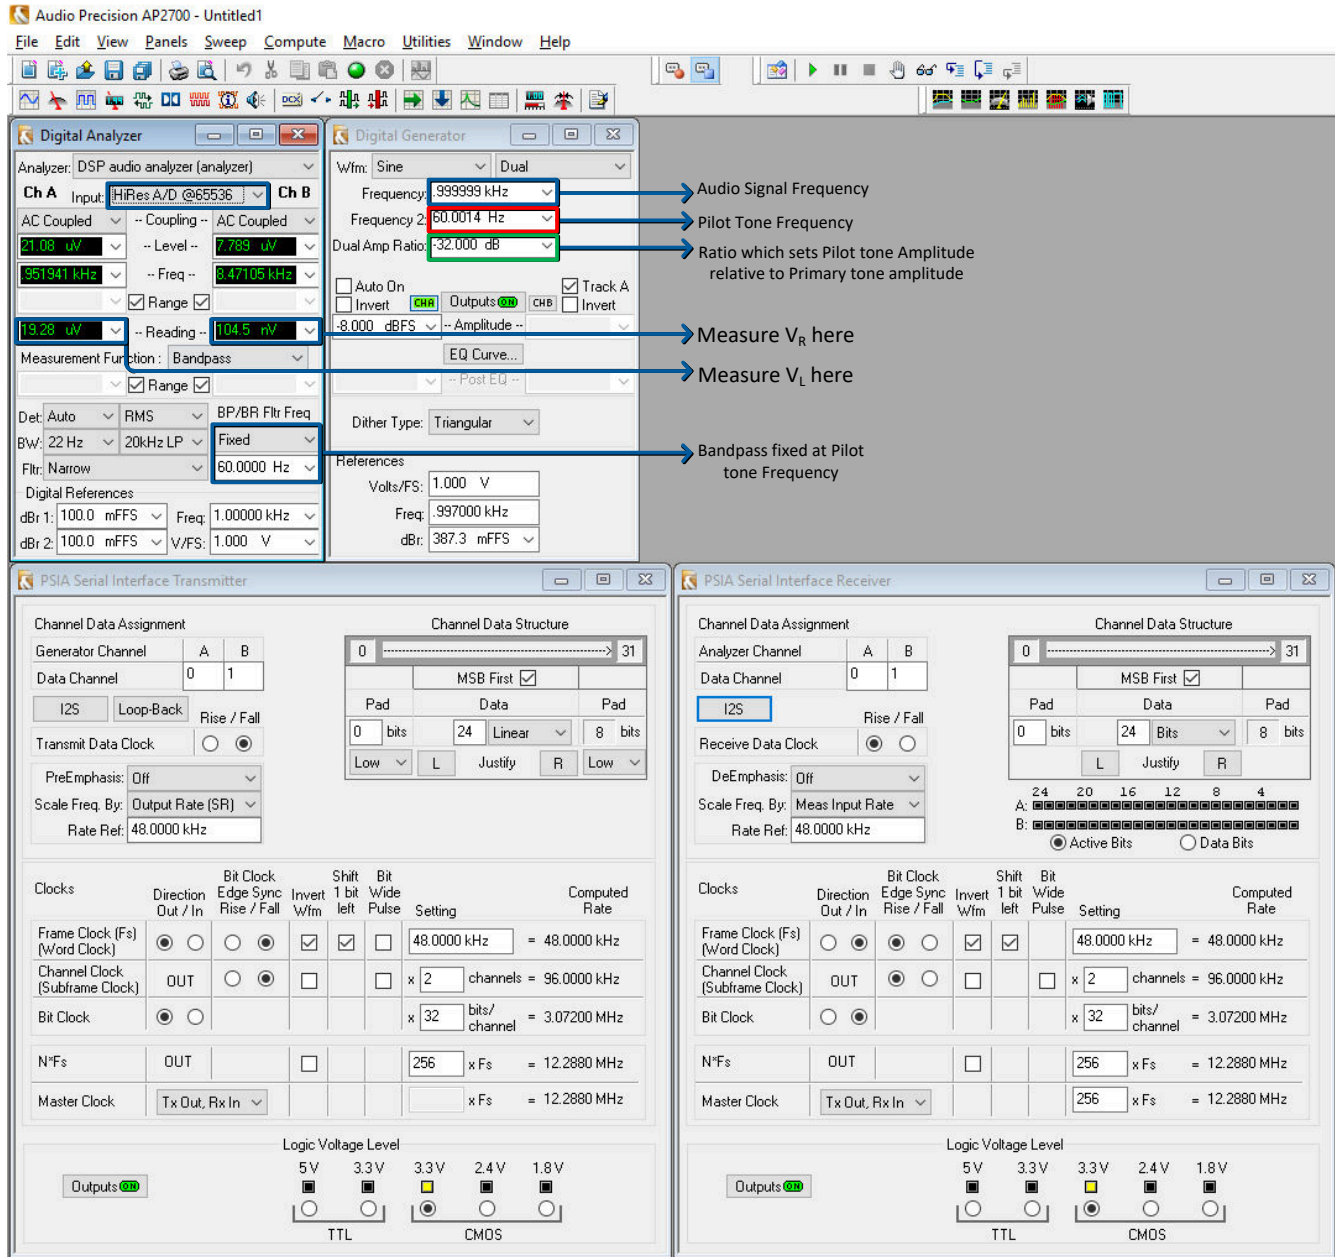 Audio Precision AP2700 - Untitled1
File Edit View Panels Sweep Compute Macro Utilities Window Help
Digital Analyzer
Analyzer: DSP audio analyzer (analyzer)
Ch A Input: HiRes A/D @65536 Ch B
AC Coupled -- Coupling -- AC Coupled
21.08 uV -- Level -- 7.789 uV
.951941 kHz -- Freq -- 8.47105 kHz
Range
19.28 uV -- Reading -- 104.5 nV
Measurement Function : Bandpass
Range
Det: Auto RMS BP/BR Fltr Freq
BW: 22 Hz 20kHz LP Fixed
Fltr: Narrow 60.0000 Hz
Digital References
dBr 1: 100.0 mFFS Freq: 1.00000 kHz
dBr 2: 100.0 mFFS V/FS: 1.000 V
Digital Generator
Wfm: Sine Dual
Frequency: .999999 kHz
Frequency 2: 60.0014 Hz
Dual Amp Ratio: -32.000 dB
Auto On Track A
Invert CHA Outputs ON CHB Invert
-8.000 dBFS -- Amplitude --
EQ Curve...
-- Post EQ --
Dither Type: Triangular
References
Volts/FS: 1.000 V
Freq: .997000 kHz
dBr: 387.3 mFFS
Audio Signal Frequency
Pilot Tone Frequency
Ratio which sets Pilot tone Amplitude
relative to Primary tone amplitude
Measure VR here
Measure VL here
Bandpass fixed at Pilot
tone Frequency
PSIA Serial Interface Transmitter
Channel Data Assignment Channel Data Structure
Generator Channel A B 0 31
Data Channel 0 1 MSB First
I2S Loop-Back Rise / Fall Pad Data Pad
0 bits 24 Linear 8 bits
Transmit Data Clock
Low L Justify R Low
PreEmphasis: Off
Scale Freq. By: Output Rate (SR)
Rate Ref: 48.0000 kHz
Clocks Direction Out / In Bit Clock Edge Sync Rise / Fall Invert Wfm Shift 1 bit left Bit Wide Pulse Setting Computed Rate
Frame Clock (Fs) (Word Clock) 48.0000 kHz = 48.0000 kHz
Channel Clock (Subframe Clock) OUT x 2 channels = 96.0000 kHz
Bit Clock x 32 bits/ channel = 3.07200 MHz
N*Fs OUT 256 x Fs = 12.2880 MHz
Master Clock Tx Out, Rx In x Fs = 12.2880 MHz
Logic Voltage Level
5 V 3.3 V 3.3 V 2.4 V 1.8 V
Outputs ON
TTL CMOS
PSIA Serial Interface Receiver
Channel Data Assignment Channel Data Structure
Analyzer Channel A B 0 31
Data Channel 0 1 MSB First
I2S Rise / Fall Pad Data Pad
0 bits 24 Bits 8 bits
Receive Data Clock
L Justify R
DeEmphasis: Off
24 20 16 12 8 4
Scale Freq. By: Meas Input Rate A:
Rate Ref: 48.0000 kHz B:
Active Bits Data Bits
Clocks Direction Out / In Bit Clock Edge Sync Rise / Fall Invert Wfm Shift 1 bit left Bit Wide Pulse Setting Computed Rate
Frame Clock (Fs) (Word Clock) 48.0000 kHz = 48.0000 kHz
Channel Clock (Subframe Clock) OUT x 2 channels = 96.0000 kHz
Bit Clock x 32 bits/ channel = 3.07200 MHz
N*Fs OUT 256 x Fs = 12.2880 MHz
Master Clock Tx Out, Rx In 256 x Fs = 12.2880 MHz
Logic Voltage Level
5 V 3.3 V 3.3 V 2.4 V 1.8 V
Outputs ON
TTL CMOS